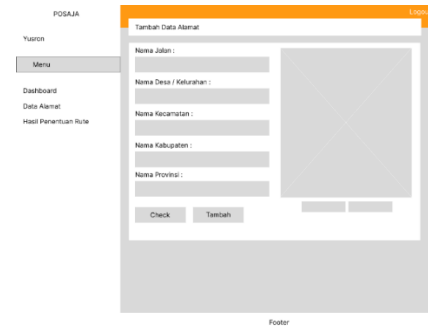 POSAJA
Logout
Yusron
Menu
Dashboard
Data Alamat
Hasil Penentuan Rute
Tambah Data Alamat
Nama Jalan :
Nama Desa / Kelurahan :
Nama Kecamatan :
Nama Kabupaten :
Nama Provinsi :
Check
Tambah
Footer